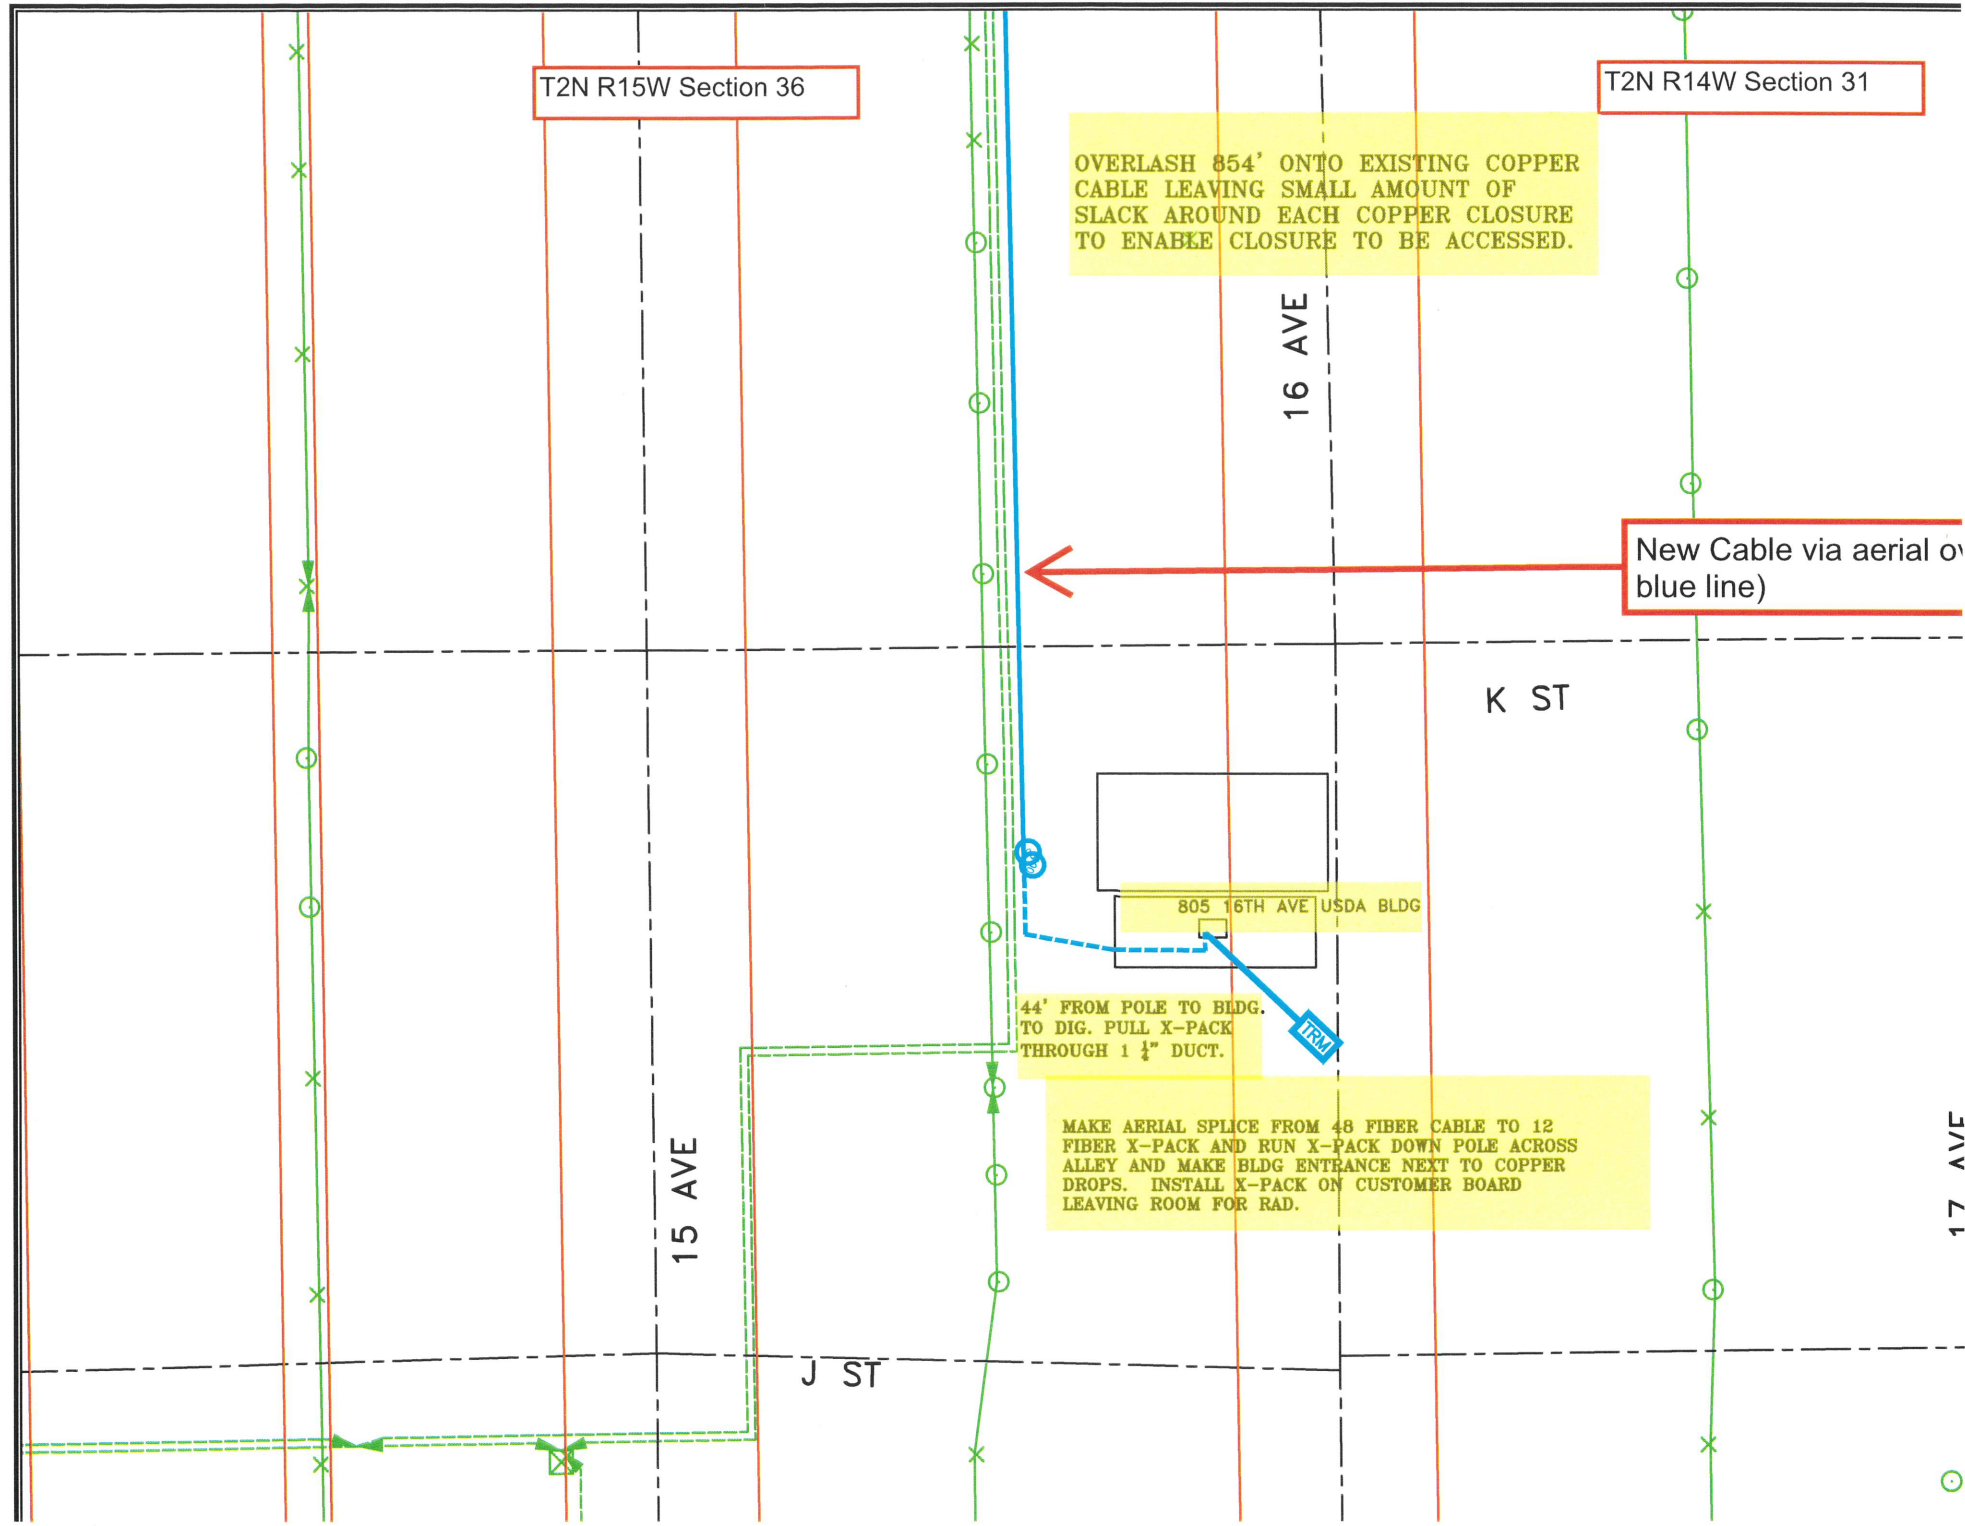 T2N R15W Section 36
T2N R14W Section 31
OVERLASH 854' ONTO EXISTING COPPER
CABLE LEAVING SMALL AMOUNT OF
SLACK AROUND EACH COPPER CLOSURE
TO ENABLE CLOSURE TO BE ACCESSED.
16 AVE
New Cable via aerial
blue line)
K ST
805 16TH AVE USDA BLDG
44' FROM POLE TO BLDG.
TO DIG. PULL X-PACK
THROUGH 1 1/4" DUCT.
TRM
MAKE AERIAL SPLICE FROM 48 FIBER CABLE TO 12
FIBER X-PACK AND RUN X-PACK DOWN POLE ACROSS
ALLEY AND MAKE BLDG ENTRANCE NEXT TO COPPER
DROPS. INSTALL X-PACK ON CUSTOMER BOARD
LEAVING ROOM FOR RAD.
15 AVE
17 AVE
J ST